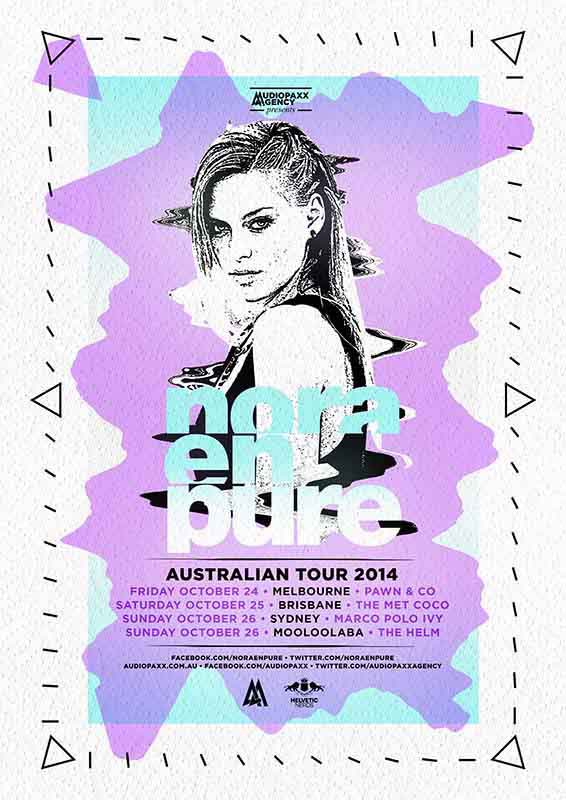 AUDIOPAXX
AGENCY
presents
nora
en
pure
AUSTRALIAN TOUR 2014
FRIDAY OCTOBER 24 • MELBOURNE • PAWN & CO
SATURDAY OCTOBER 25 • BRISBANE • THE MET COCO
SUNDAY OCTOBER 26 • SYDNEY • MARCO POLO IVY
SUNDAY OCTOBER 26 • MOOLOOLABA • THE HELM
FACEBOOK.COM/NORAENPURE • TWITTER.COM/NORAENPURE
AUDIOPAXX.COM.AU • FACEBOOK.COM/AUDIOPAXX • TWITTER.COM/AUDIOPAXXAGENCY
HELVETIC
NERDS